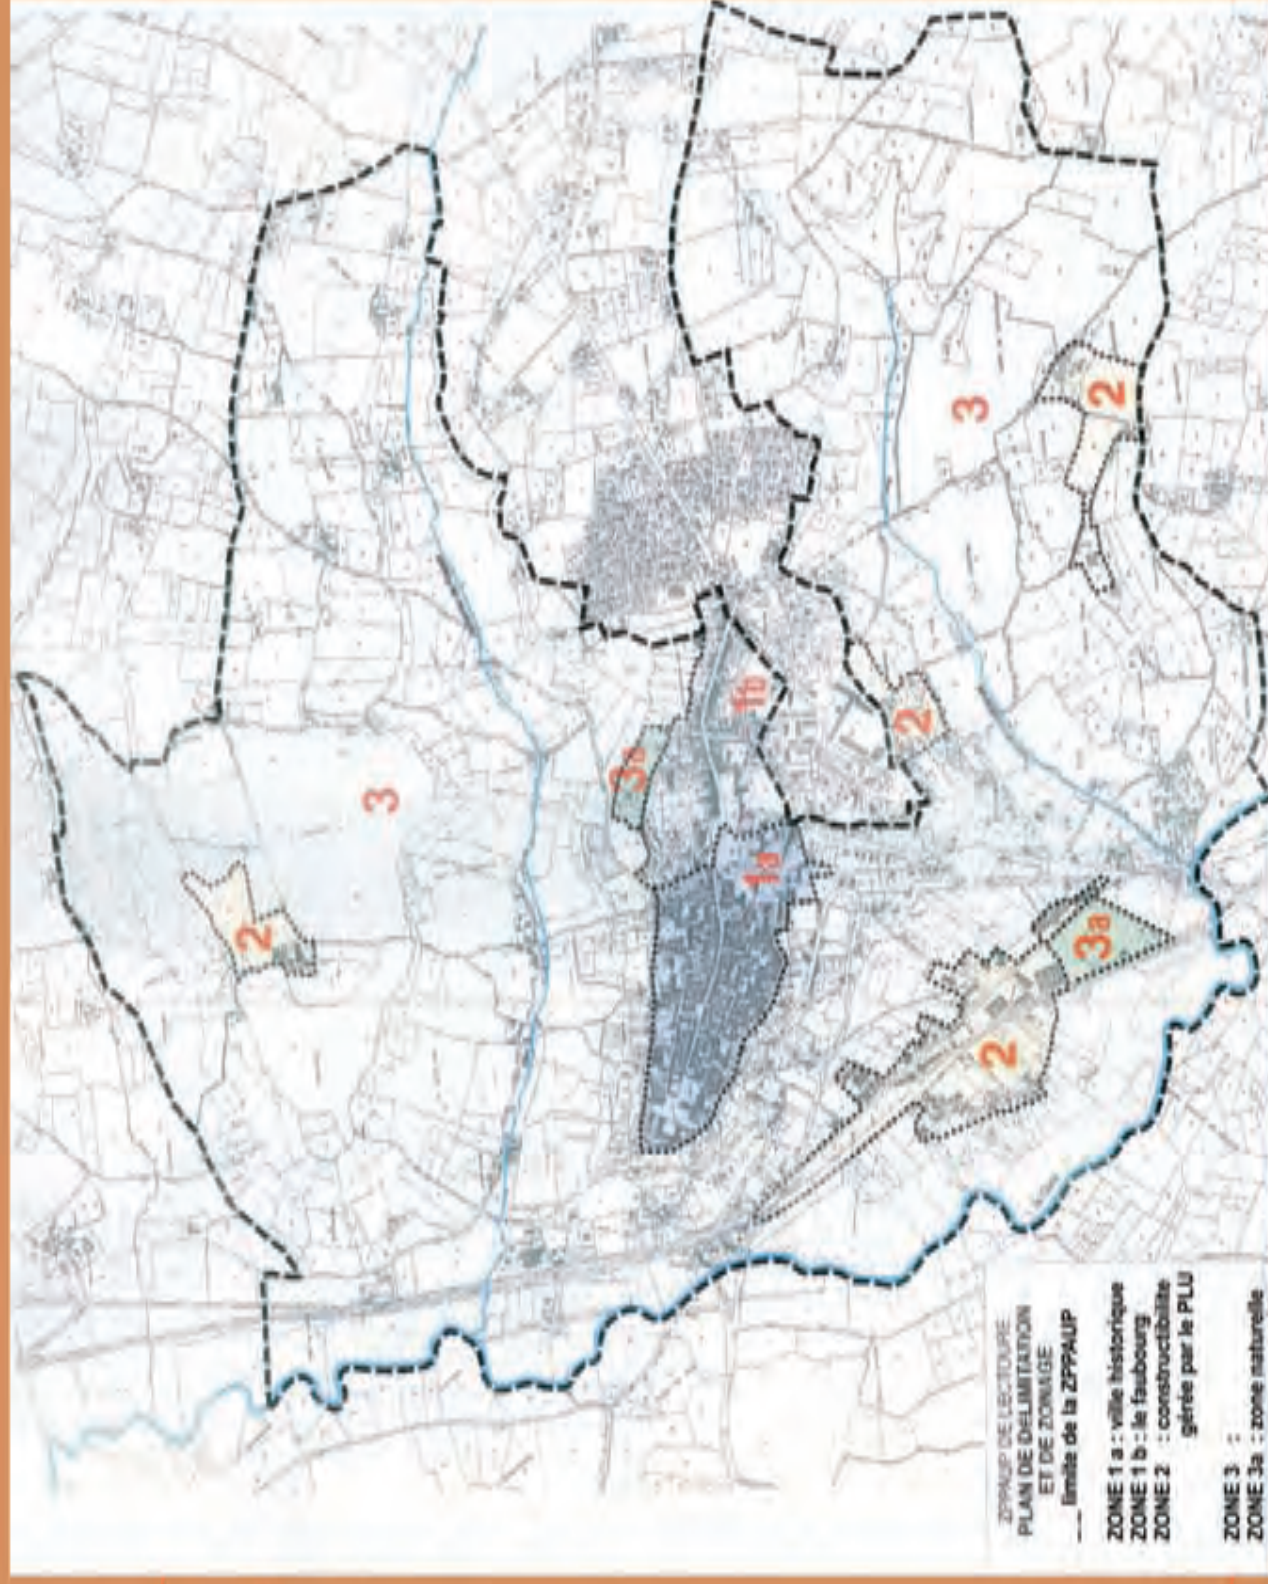 ZPPAUP DE LECTOURE
PLAN DE DELIMITATION
ET DE ZONAGE
_ _ limite de la ZPPAUP
ZONE 1 a : ville historique
ZONE 1 b : le faubourg
ZONE 2 : constructibilite
gérée par le PLU
ZONE 3 :
ZONE 3a : zone naturelle
2
3
3a
1b
1a
2
3a
2
3
2